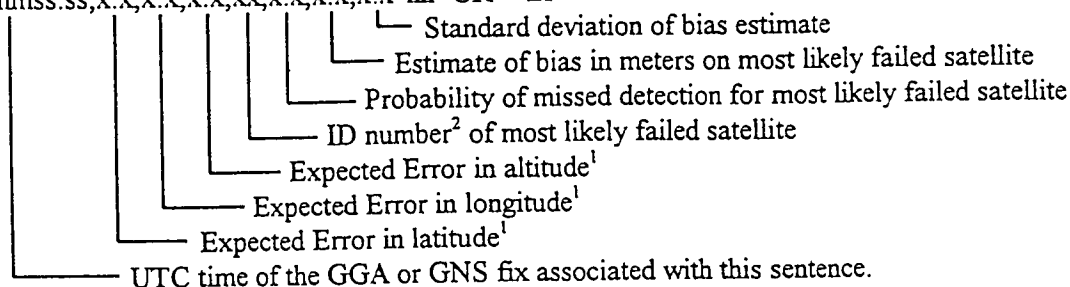 Standard deviation of bias estimate
Estimate of bias in meters on most likely failed satellite
Probability of missed detection for most likely failed satellite
ID number² of most likely failed satellite
Expected Error in altitude¹
Expected Error in longitude¹
Expected Error in latitude¹
UTC time of the GGA or GNS fix associated with this sentence.